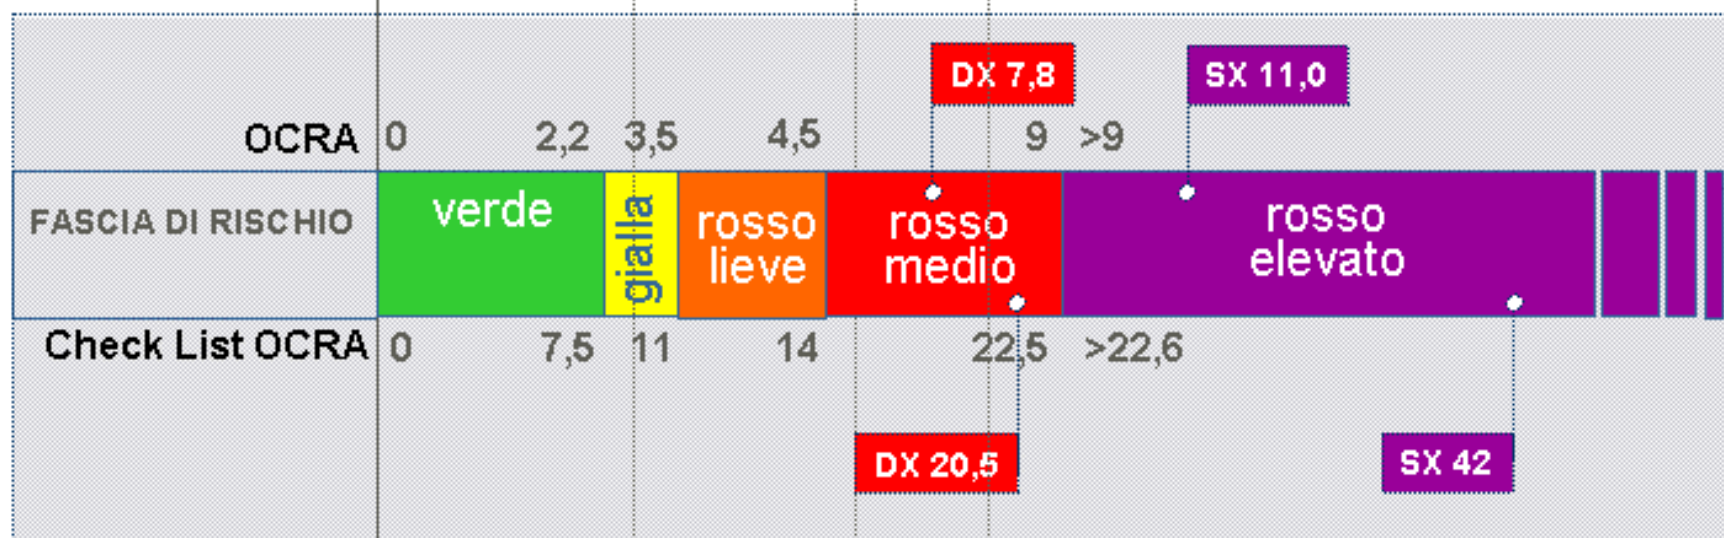 DX 7,8 SX 11,0
OCRA 0 2,2 3,5 4,5 9 >9
FASCIA DI RISCHIO
verde
gialla
rosso
lieve
rosso
medio
rosso
elevato
Check List OCRA 0 7,5 11 14 22,5 >22,6
DX 20,5 SX 42